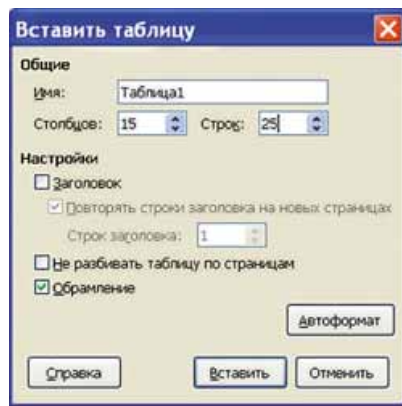 Вставить таблицу
Общие
Имя: Таблица1
Столбцов: 15 Строк: 25
Настройки
Заголовок
Повторять строки заголовка на новых страницах
Строк заголовка: 1
Не разбивать таблицу по страницам
Обрамление
Автоформат
Справка Вставить Отменить